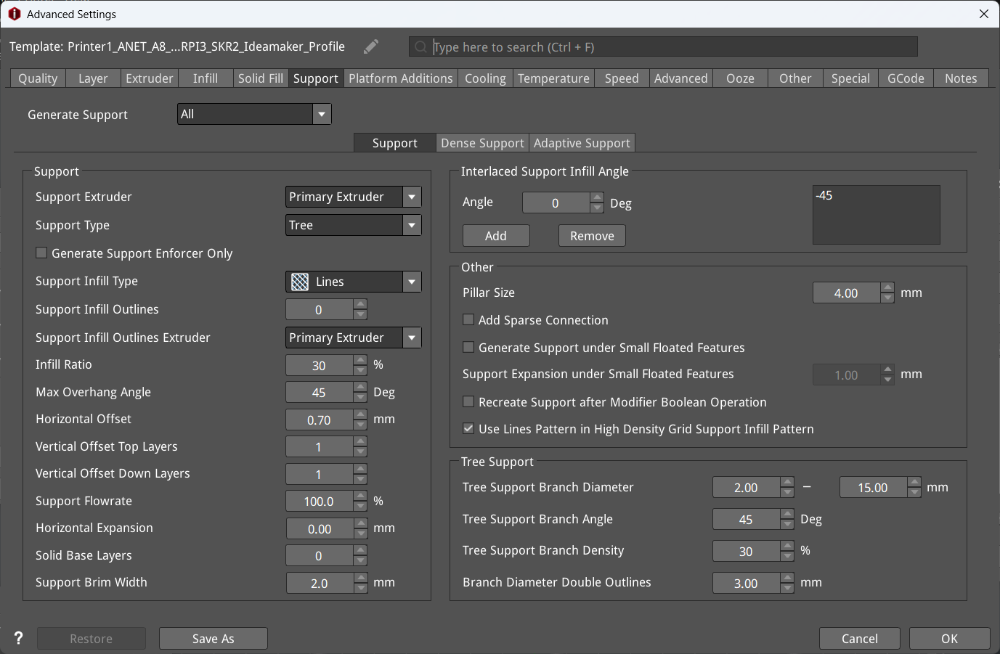 Advanced Settings
Template: Printer1_ANET_A8_...RPI3_SKR2_Ideamaker_Profile
Type here to search (Ctrl + F)
Quality Layer Extruder Infill Solid Fill Support Platform Additions Cooling Temperature Speed Advanced Ooze Other Special GCode Notes
Generate Support All
Support Dense Support Adaptive Support
Support
Support Extruder Primary Extruder
Support Type Tree
Generate Support Enforcer Only
Support Infill Type Lines
Support Infill Outlines 0
Support Infill Outlines Extruder Primary Extruder
Infill Ratio 30 %
Max Overhang Angle 45 Deg
Horizontal Offset 0.70 mm
Vertical Offset Top Layers 1
Vertical Offset Down Layers 1
Support Flowrate 100.0 %
Horizontal Expansion 0.00 mm
Solid Base Layers 0
Support Brim Width 2.0 mm
Interlaced Support Infill Angle
Angle 0 Deg
-45
Add Remove
Other
Pillar Size 4.00 mm
Add Sparse Connection
Generate Support under Small Floated Features
Support Expansion under Small Floated Features 1.00 mm
Recreate Support after Modifier Boolean Operation
Use Lines Pattern in High Density Grid Support Infill Pattern
Tree Support
Tree Support Branch Diameter 2.00 – 15.00 mm
Tree Support Branch Angle 45 Deg
Tree Support Branch Density 30 %
Branch Diameter Double Outlines 3.00 mm
? Restore Save As Cancel OK